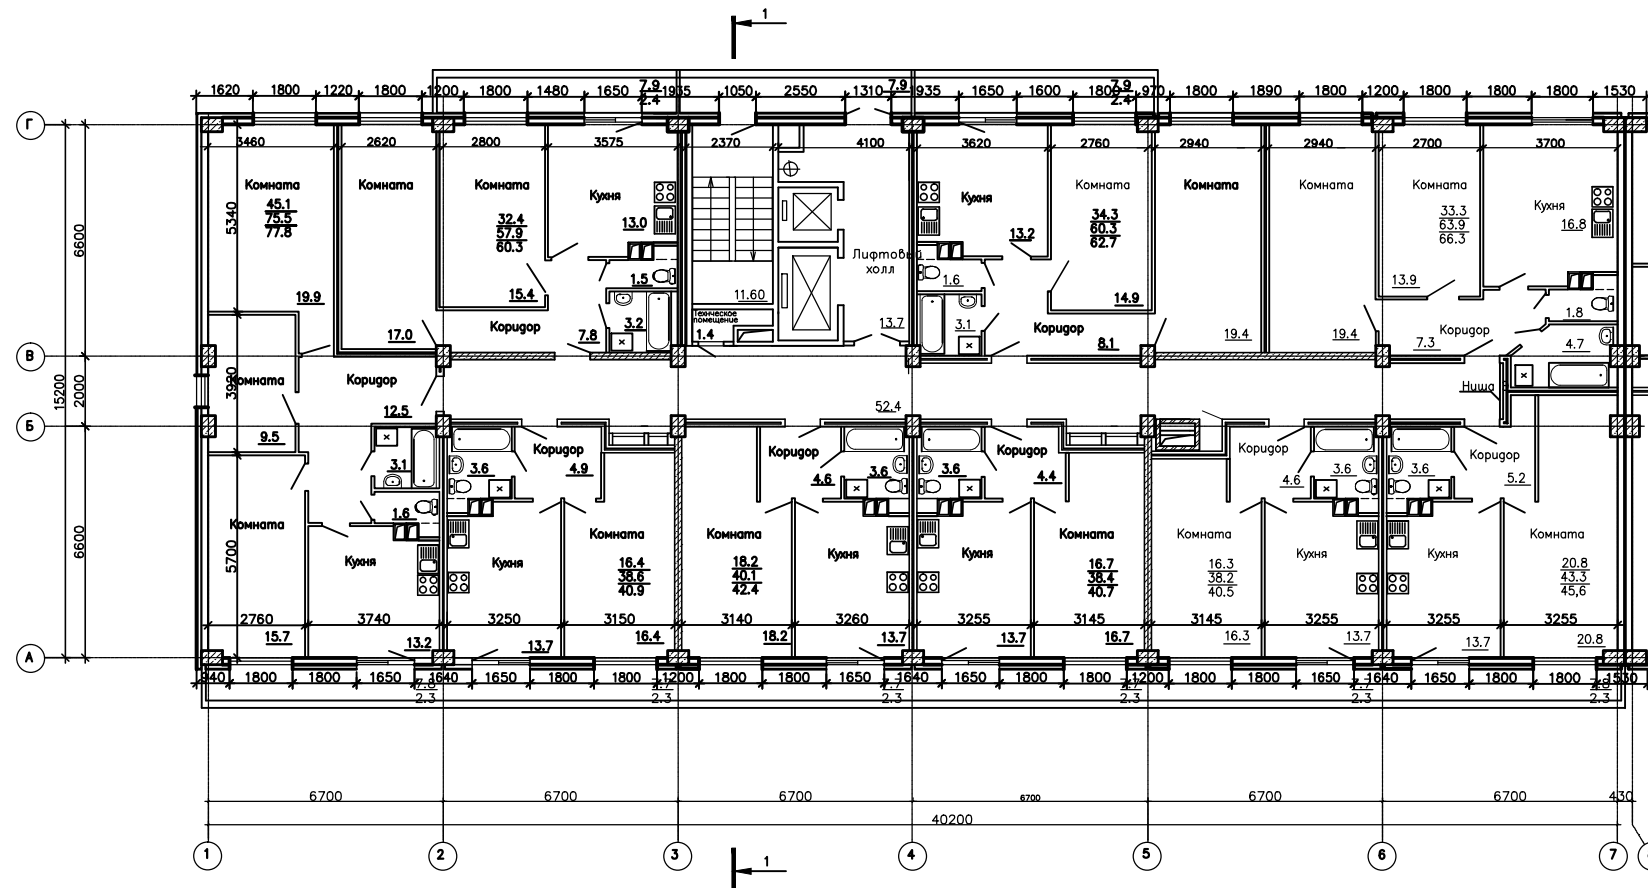 1
7.9 7.9 7.9
1620 1800 1220 1800 1200 1800 1480 1650 1935 1050 2550 1310 1935 1650 1600 1800 970 1800 1890 1800 1200 1800 1800 1530
2.4 2.4
Г
3460 2620 2800 3575 2370 4100 3620 2760 2940 2940 2700 3700
Комната Комната Комната Кухня Кухня Комната Комната Комната Комната Кухня
45.1 32.4 34.3 33.3
75.5 57.9 60.3 63.9
77.8 60.3 62.7 66.3
13.0 13.2 16.8
5340
6600
Лифтовый
холл
1.5 1.6
19.9 15.4 11.60 14.9 13.9
Техническое
помещение
1.8
17.0 Коридор 7.8 3.2 1.4 13.7 3.1 Коридор 8.1 19.4 19.4 Коридор 7.3 4.7
В
15200
2000
3920
Комната Коридор Ниша
12.5 52.4
Б
9.5 Коридор Коридор Коридор Коридор Коридор
3.1 3.6 4.9 4.6 3.6 3.6 4.4 4.6 3.6 3.6 5.2
1.6
Комната Кухня Кухня Комната Комната Кухня Кухня Комната Комната Кухня Кухня Комната
16.4 18.2 16.7 16.3 20.8
38.6 40.1 38.4 38.2 43.3
40.9 42.4 40.7 40.5 45,6
5700
6600
2760 3740 3250 3150 3140 3260 3255 3145 3145 3255 3255 3255
15.7 13.2 13.7 16.4 18.2 13.7 13.7 16.7 16.3 13.7 13.7 20.8
А
940 1800 1800 1650 1640 1650 1800 1800 1200 1800 1800 1650 1640 1650 1800 1800 1200 1800 1800 1650 1640 1650 1800 1800 1530
2.3 2.3 2.3 2.3 2.3 2.3
6700 6700 6700 6700 6700 6700 430
40200
1 2 3 4 5 6 7
1